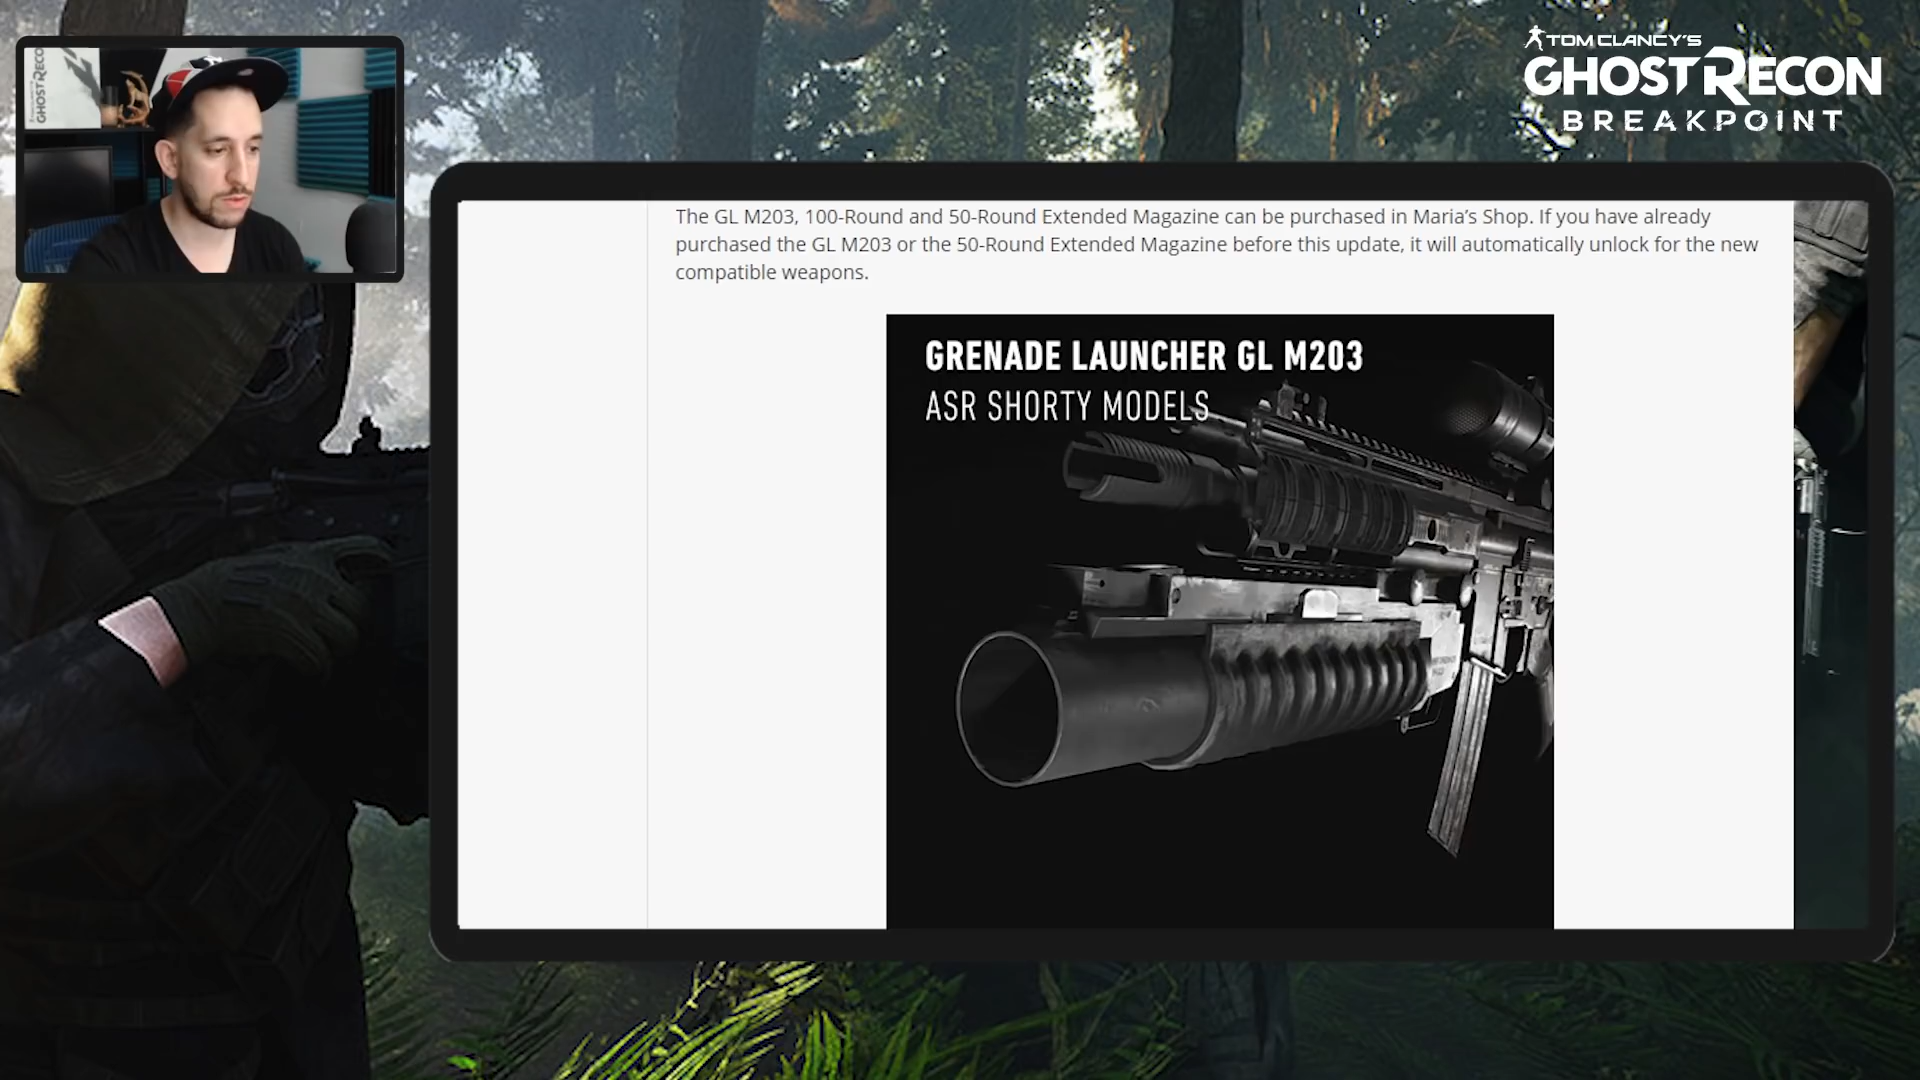 GHOST RECON
TOM CLANCY'S
GHOST RECON
BREAKPOINT
The GL M203, 100-Round and 50-Round Extended Magazine can be purchased in Maria's Shop. If you have already
purchased the GL M203 or the 50-Round Extended Magazine before this update, it will automatically unlock for the new
compatible weapons.
GRENADE LAUNCHER GL M203
ASR SHORTY MODELS